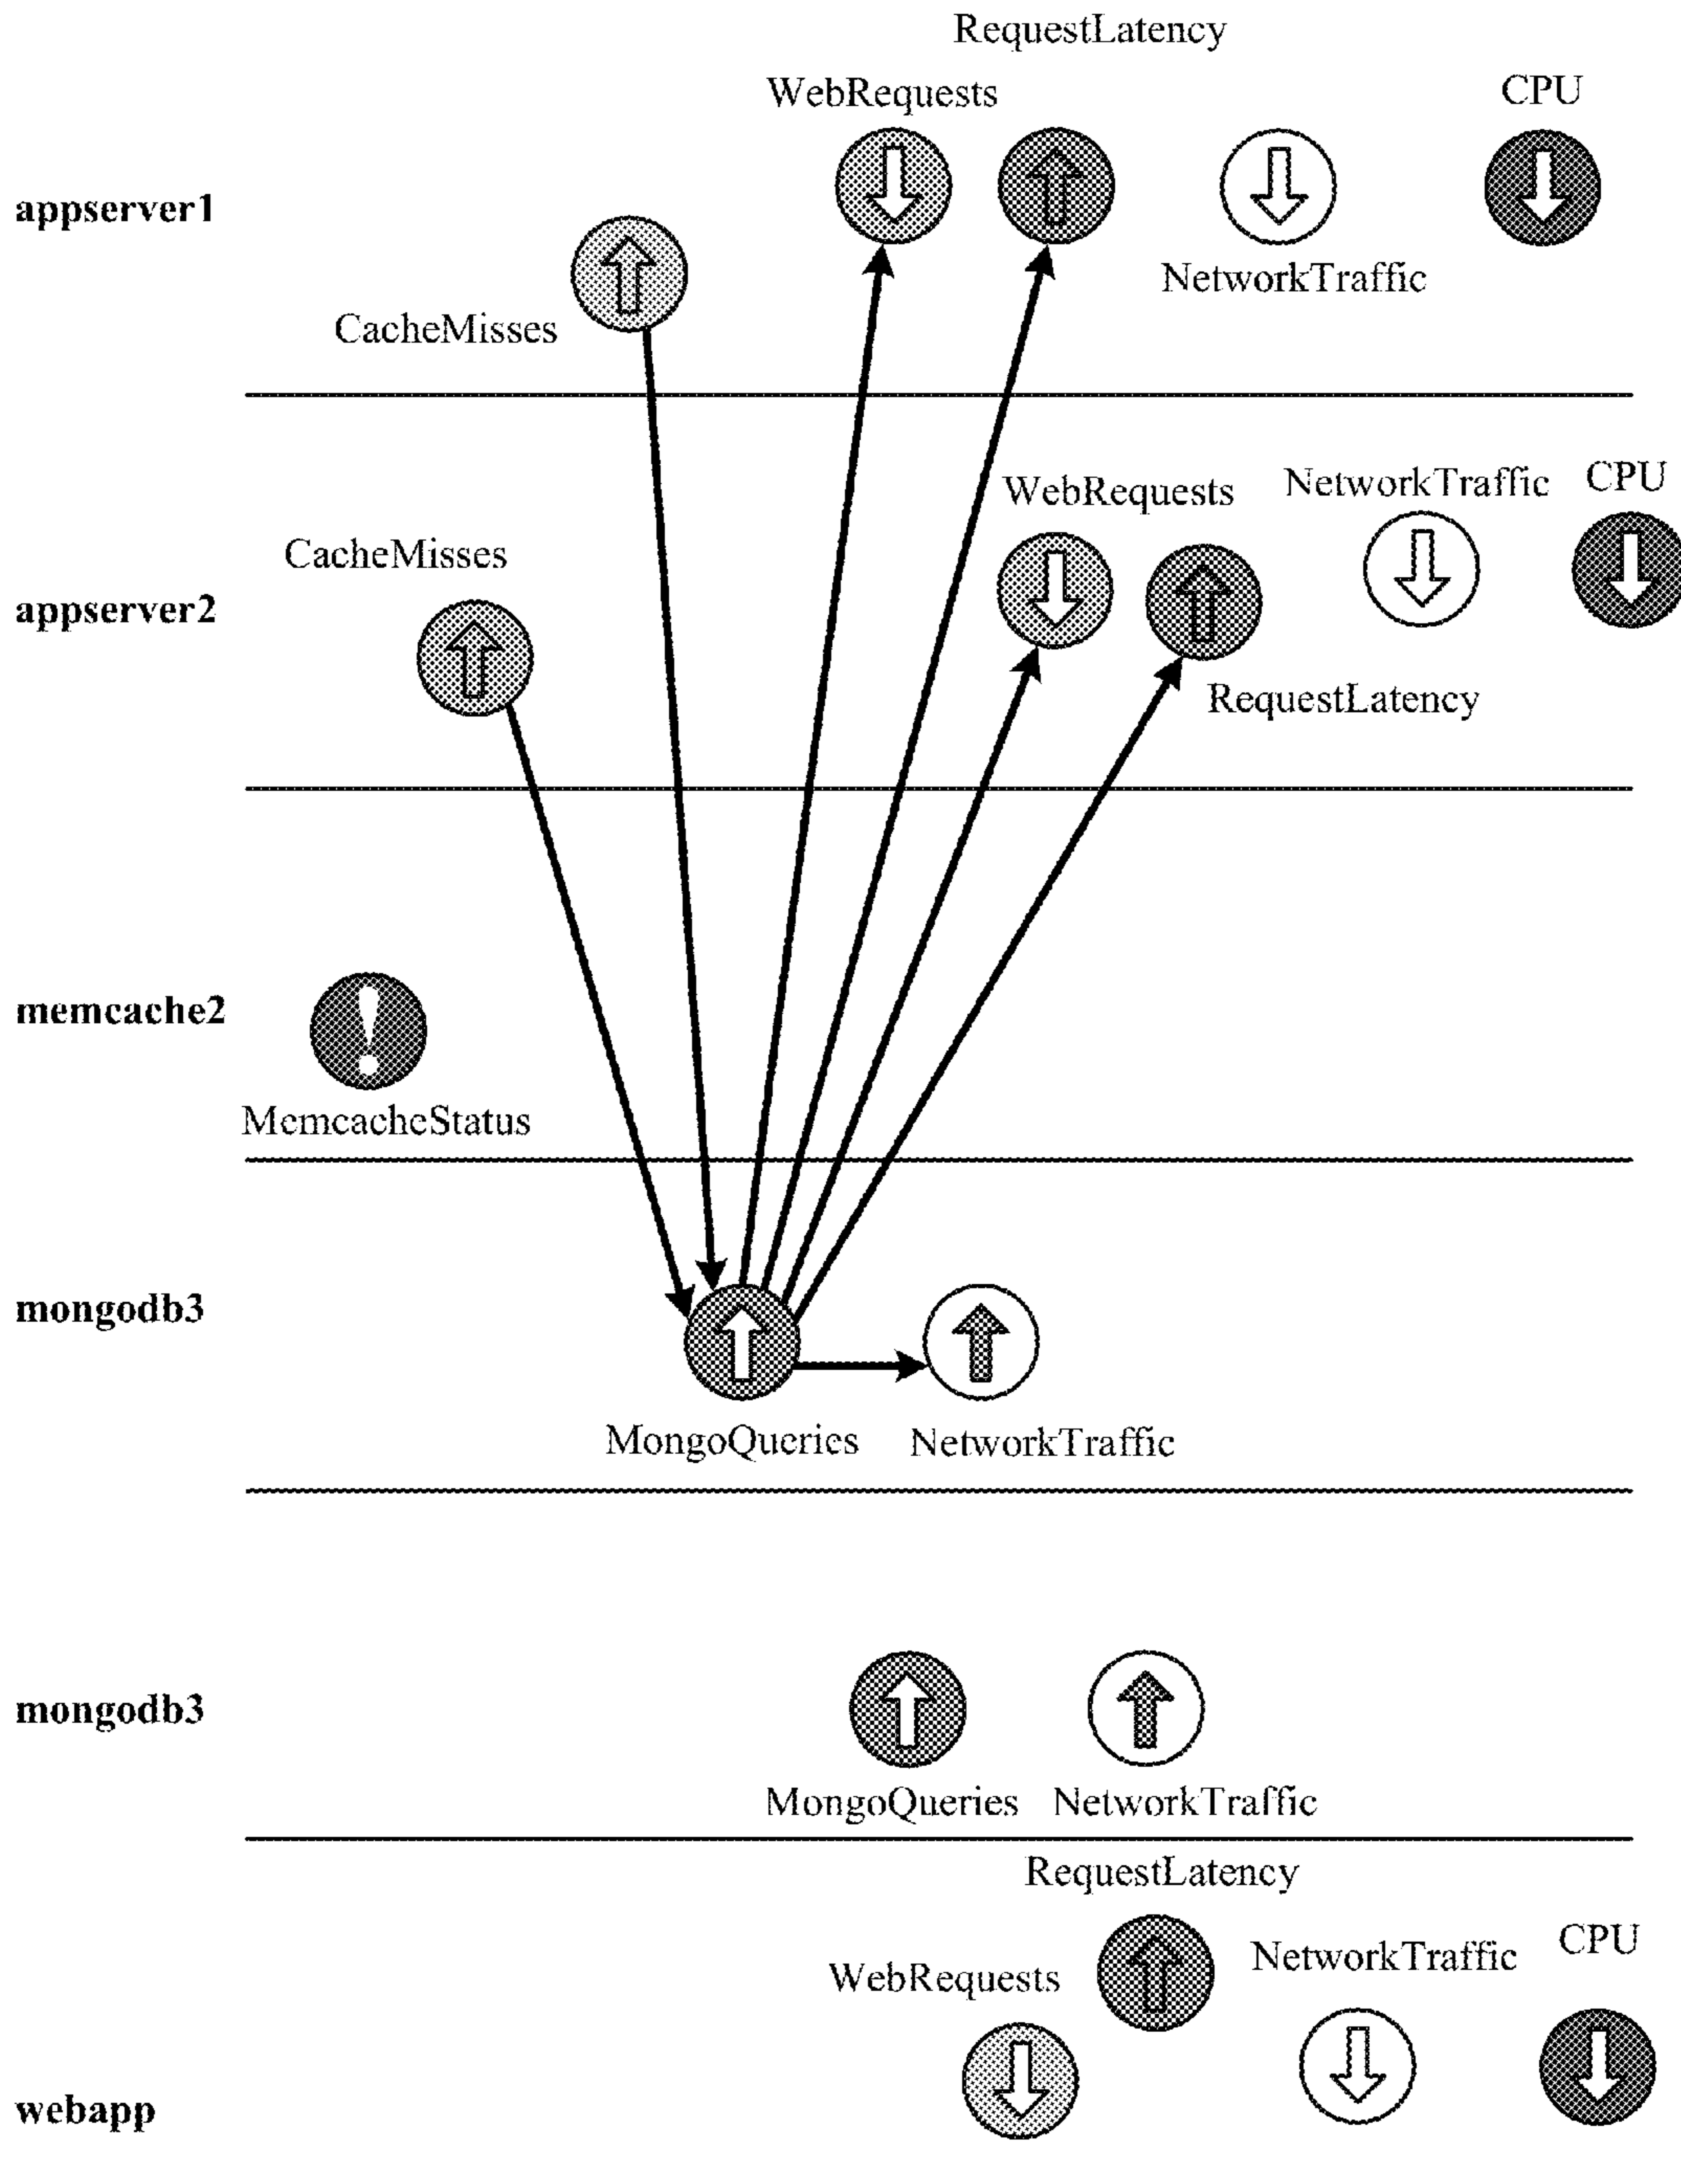 RequestLatency
WebRequests
CPU
appserver1
NetworkTraffic
CacheMisses
WebRequests
NetworkTraffic
CPU
CacheMisses
appserver2
RequestLatency
memcache2
!
MemcacheStatus
mongodb3
MongoQueries
NetworkTraffic
mongodb3
MongoQueries
NetworkTraffic
RequestLatency
WebRequests
NetworkTraffic
CPU
webapp